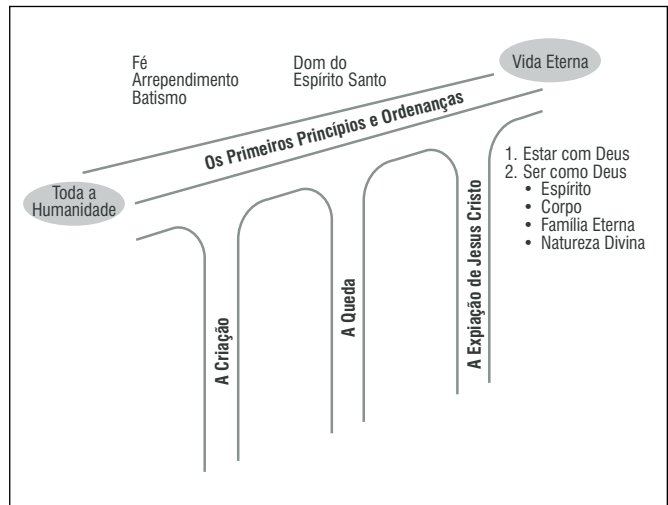 Fé
Arrependimento
Batismo
Dom do
Espírito Santo
Vida Eterna
Os Primeiros Princípios e Ordenanças
Toda a
Humanidade
1. Estar com Deus
2. Ser como Deus
• Espírito
• Corpo
• Família Eterna
• Natureza Divina
A Criação
A Queda
A Expiação de Jesus Cristo